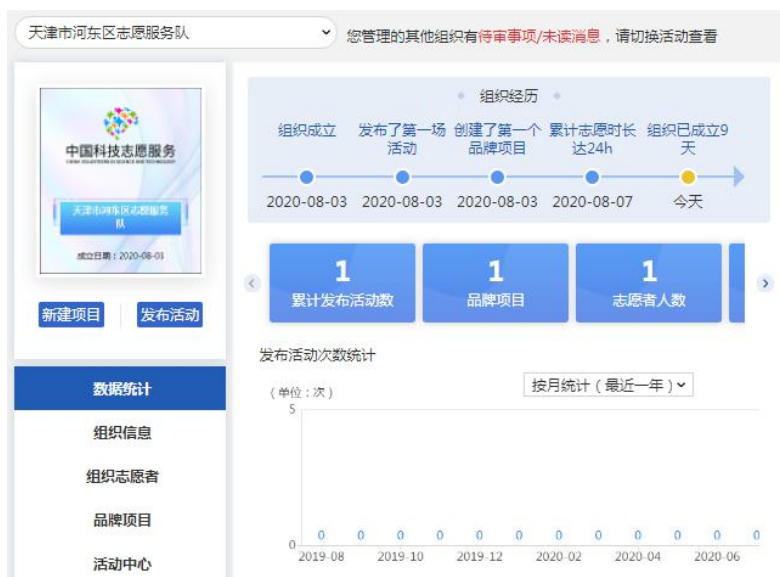 天津市河东区志愿服务队
您管理的其他组织有待审事项/未读消息，请切换活动查看
中国科技志愿服务
天津市河东区志愿服务
队
成立日期：2020-08-03
新建项目
发布活动
数据统计
组织信息
组织志愿者
品牌项目
活动中心
组织经历
组织成立
发布了第一场
活动
创建了第一个
品牌项目
累计志愿时长
达24h
组织已成立9
天
2020-08-03
2020-08-03
2020-08-03
2020-08-07
今天
1
累计发布活动数
1
品牌项目
1
志愿者人数
发布活动次数统计
（单位：次）
按月统计（最近一年）
5
0
0 0 0 0 0 0 0 0 0 0 0 0
2019-08 2019-10 2019-12 2020-02 2020-04 2020-06